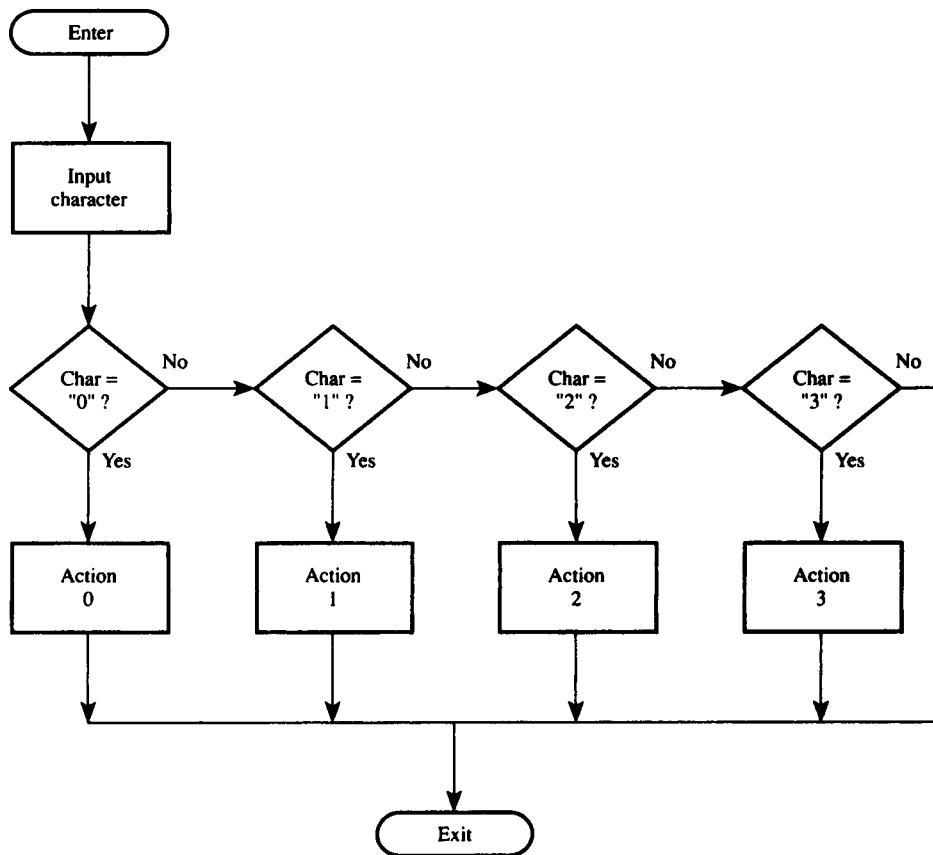 Enter
Input
character
Char =
"0" ?
No
Yes
Char =
"1" ?
No
Yes
Char =
"2" ?
No
Yes
Char =
"3" ?
No
Yes
Action
0
Action
1
Action
2
Action
3
Exit